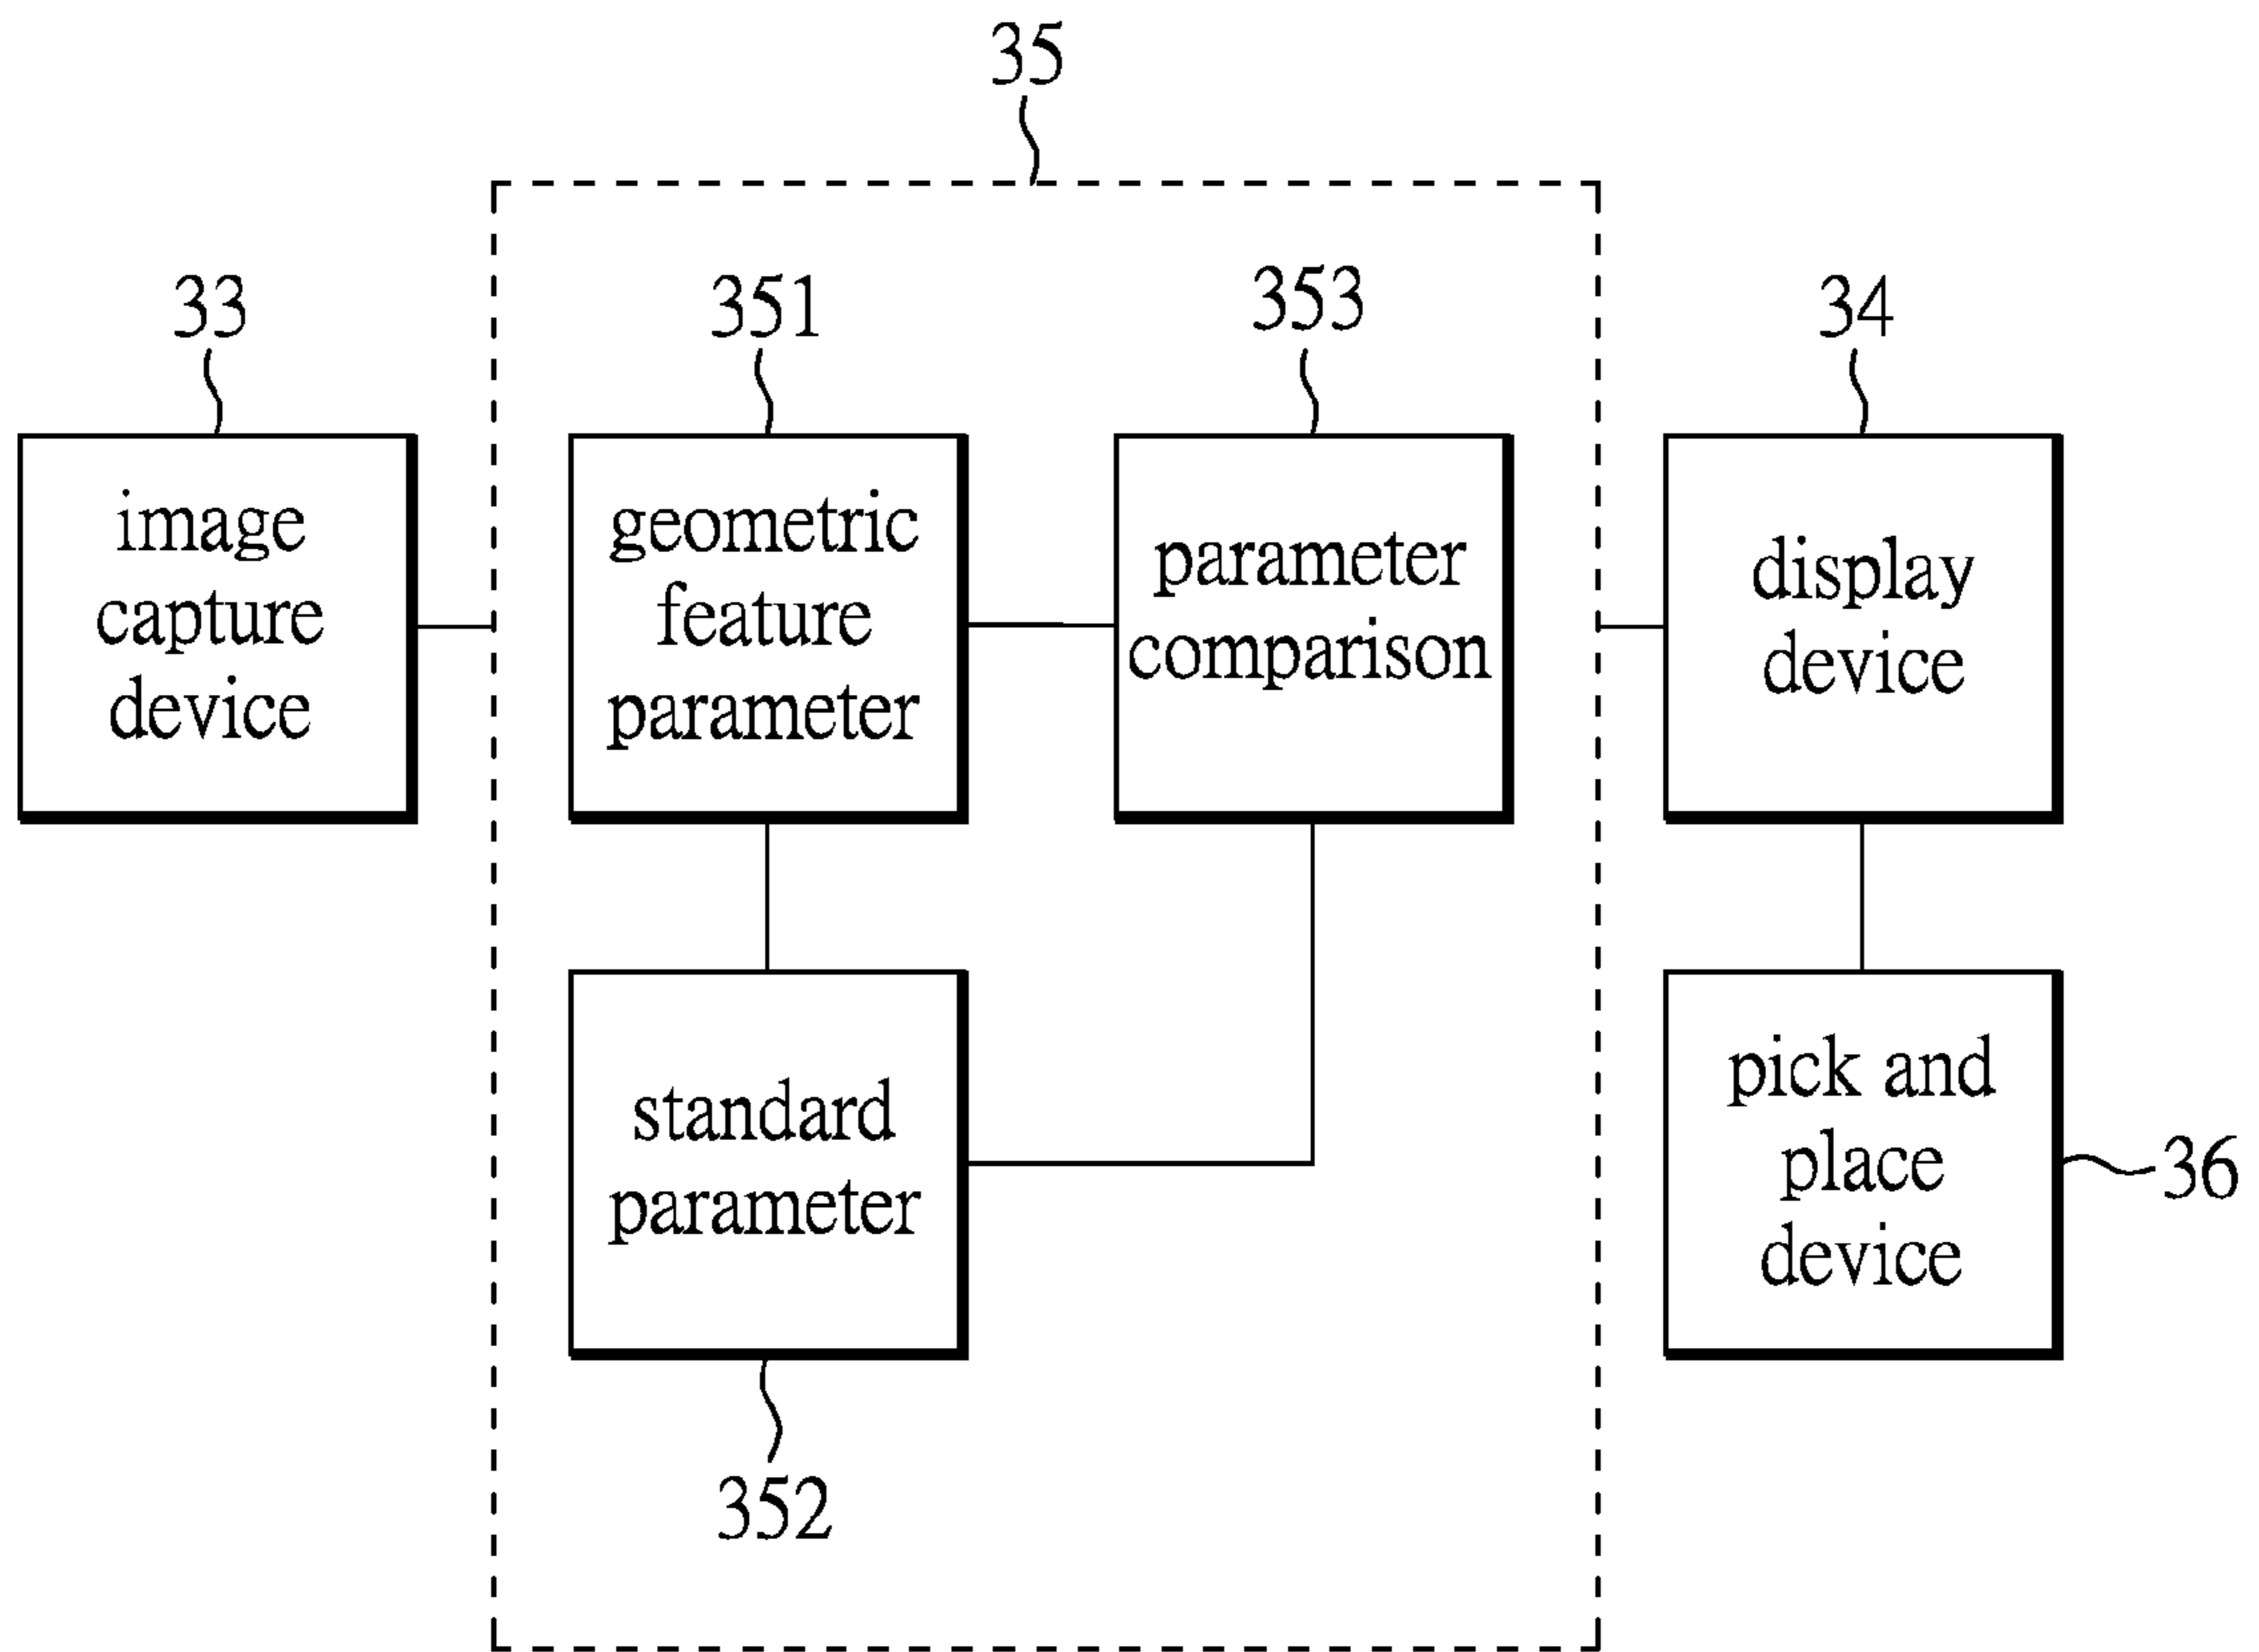 35
33
351
353
34
image
capture
device
geometric
feature
parameter
parameter
comparison
display
device
standard
parameter
pick and
place
device
36
352